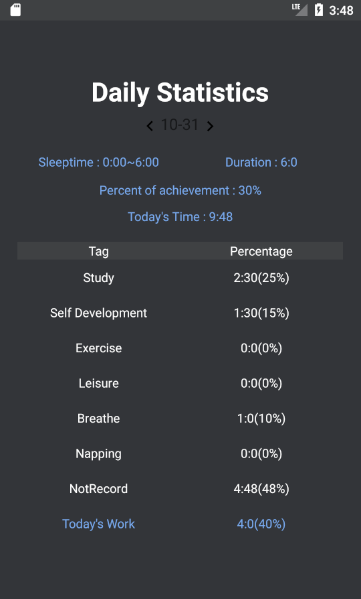 LTE 3:48
Daily Statistics
< 10-31 >
Sleeptime : 0:00~6:00 Duration : 6:0
Percent of achievement : 30%
Today's Time : 9:48
Tag Percentage
Study 2:30(25%)
Self Development 1:30(15%)
Exercise 0:0(0%)
Leisure 0:0(0%)
Breathe 1:0(10%)
Napping 0:0(0%)
NotRecord 4:48(48%)
Today's Work 4:0(40%)